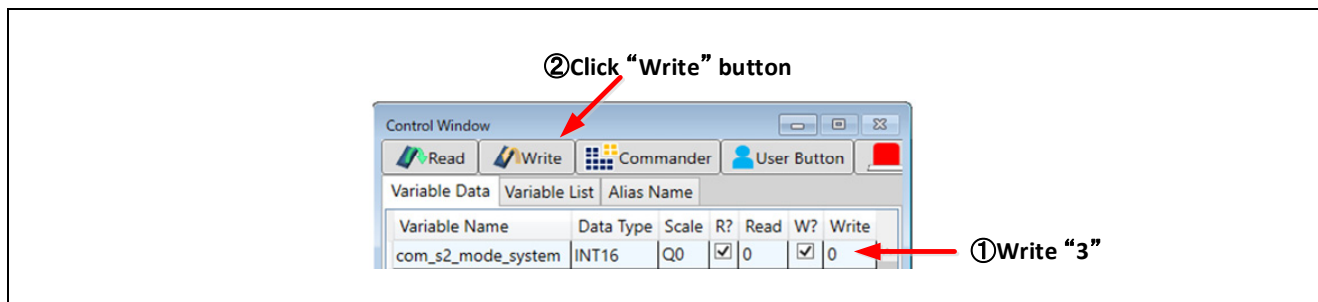 ②Click “Write” button
Control Window
Read Write Commander User Button
Variable Data Variable List Alias Name
Variable Name Data Type Scale R? Read W? Write
com_s2_mode_system INT16 Q0 0 0
①Write “3”